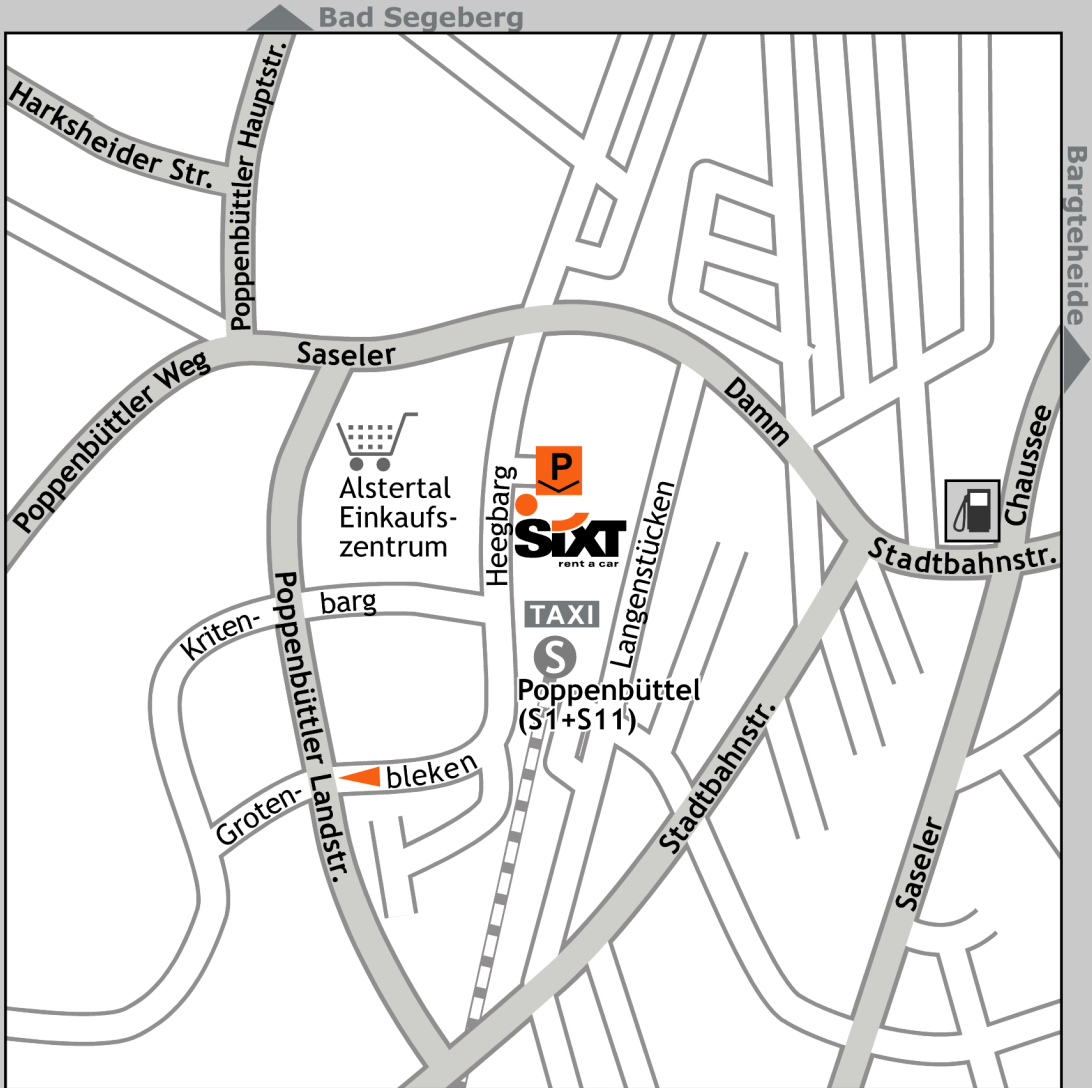 Bad Segeberg
Harksheider Str.
Poppenbüttler Hauptstr.
Bargteheide
Poppenbüttler Weg
Saseler
Damm
Alstertal
Einkaufs-
zentrum
Heegbarg
P
SiXT
rent a car
Langenstücken
Chaussee
Stadtbahnstr.
Kriten-
barg
TAXI
S
Poppenbüttel
(S1+S11)
Poppenbüttler Landstr.
Groten-
bleken
Stadtbahnstr.
Saseler